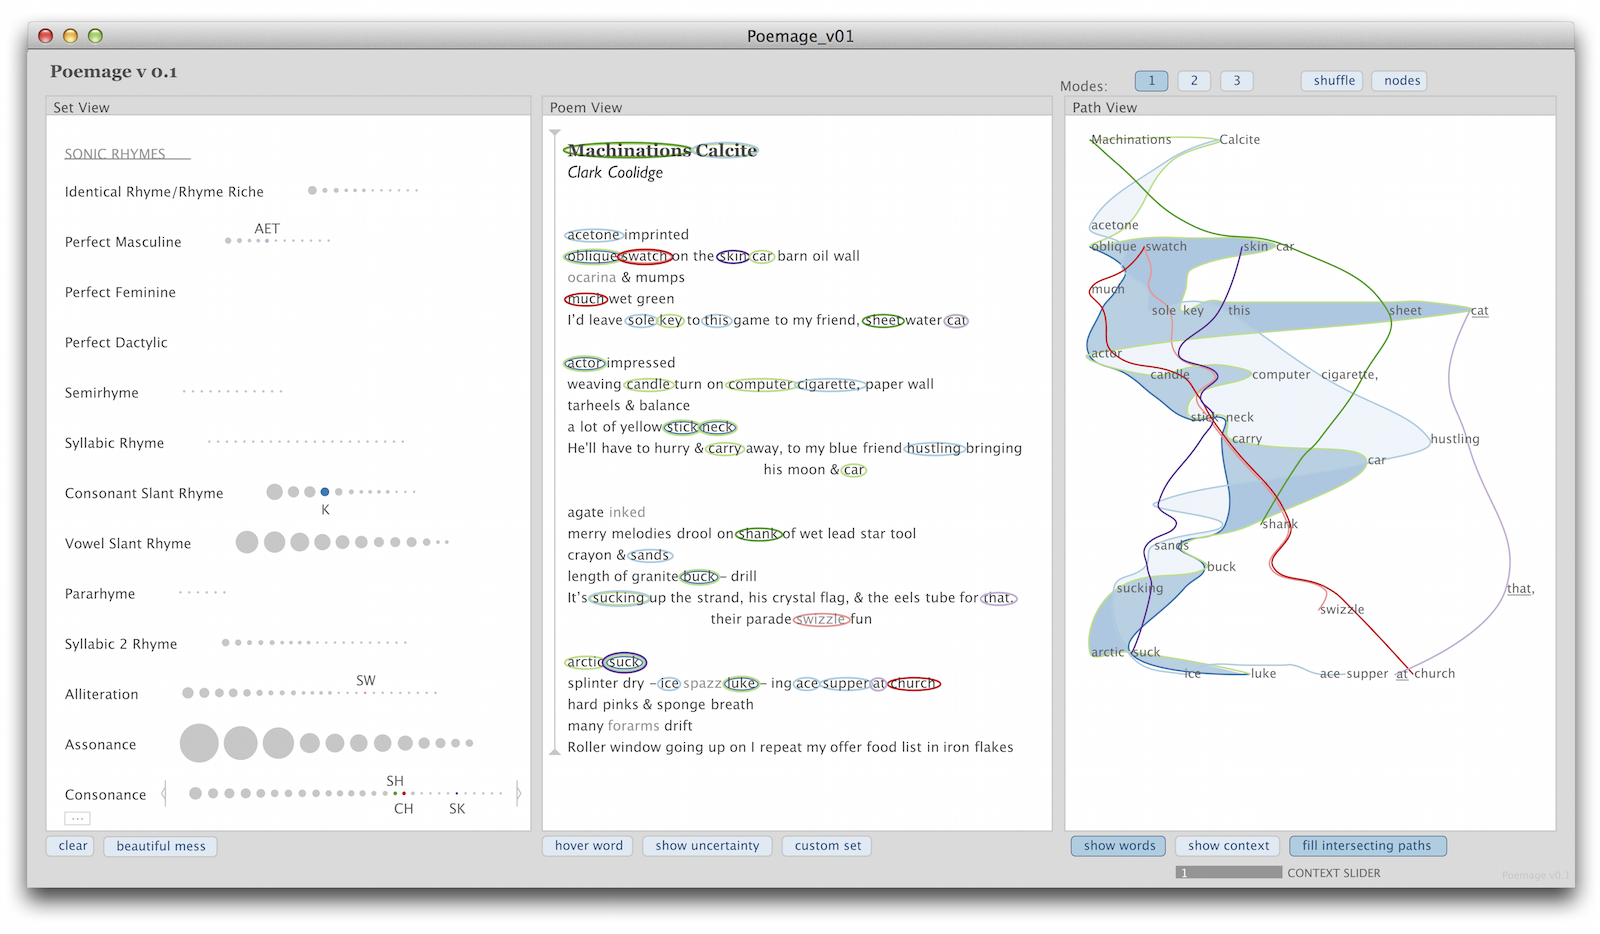 Poemage_v01
Poemage v 0.1
Modes: 1 2 3 shuffle nodes
Set View
SONIC RHYMES
Identical Rhyme/Rhyme Riche
AET
Perfect Masculine
Perfect Feminine
Perfect Dactylic
Semirhyme
Syllabic Rhyme
Consonant Slant Rhyme
K
Vowel Slant Rhyme
Pararhyme
Syllabic 2 Rhyme
SW
Alliteration
Assonance
SH
Consonance
CH SK
...
clear beautiful mess
Poem View
Machinations Calcite
Clark Coolidge
acetone imprinted
oblique swatch on the skin car barn oil wall
ocarina & mumps
much wet green
I'd leave sole key to this game to my friend, sheet water cat
actor impressed
weaving candle turn on computer cigarette, paper wall
tarheels & balance
a lot of yellow stick neck
He'll have to hurry & carry away, to my blue friend hustling bringing
his moon & car
agate inked
merry melodies drool on shank of wet lead star tool
crayon & sands
length of granite buck – drill
It's sucking up the strand, his crystal flag, & the eels tube for that,
their parade swizzle fun
arctic suck
splinter dry – ice spazz luke – ing ace supper at church
hard pinks & sponge breath
many forarms drift
Roller window going up on I repeat my offer food list in iron flakes
hover word show uncertainty custom set
Path View
Machinations Calcite
acetone
oblique swatch skin car
much
sole key this sheet cat
actor
candle computer cigarette,
stick neck
carry hustling
car
shank
sands
buck
sucking that,
swizzle
arctic suck
ice luke ace supper at church
show words show context fill intersecting paths
1 CONTEXT SLIDER
Poemage v0.1